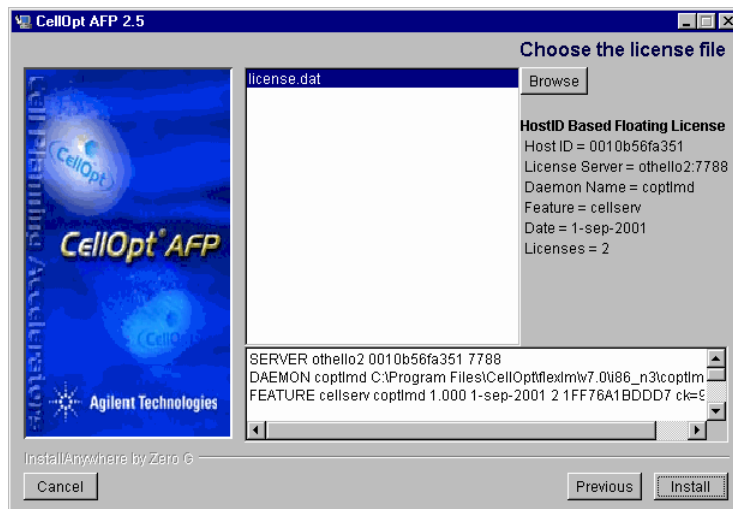 CellOpt AFP 2.5
Choose the license file
Cell Planning Accelerators
CellOpt
CellOpt AFP
CellO
Agilent Technologies
license.dat
Browse
HostID Based Floating License
Host ID = 0010b56fa351
License Server = othello2:7788
Daemon Name = coptlmd
Feature = cellserv
Date = 1-sep-2001
Licenses = 2
SERVER othello2 0010b56fa351 7788
DAEMON coptlmd C:\Program Files\CellOpt\flexlm\v7.0\i86_n3\coptlm
FEATURE cellserv coptlmd 1.000 1-sep-2001 2 1FF76A1BDDD7 ck=9
InstallAnywhere by Zero G
Cancel
Previous
Install